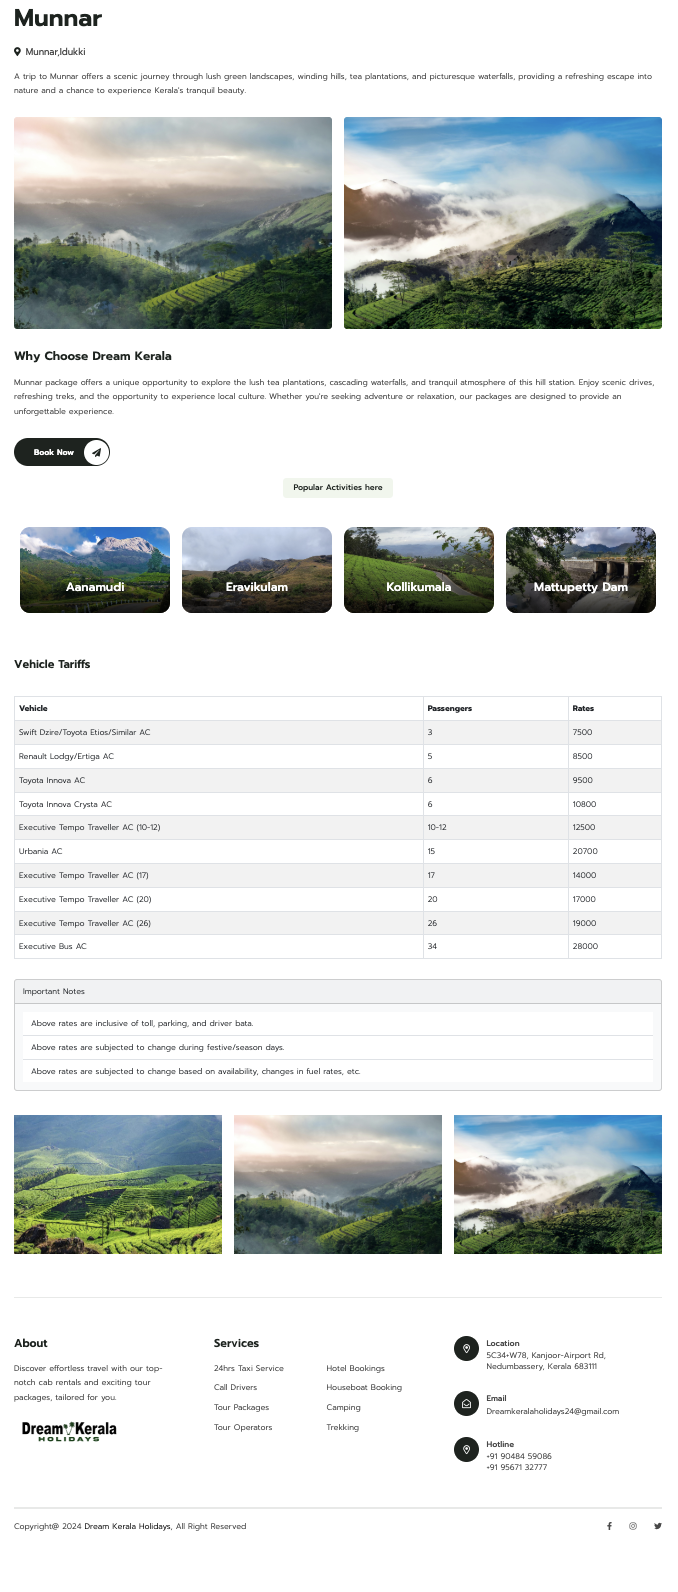 Munnar
Munnar,Idukki
A trip to Munnar offers a scenic journey through lush green landscapes, winding hills, tea plantations, and picturesque waterfalls, providing a refreshing escape into
nature and a chance to experience Kerala's tranquil beauty.
Why Choose Dream Kerala
Munnar package offers a unique opportunity to explore the lush tea plantations, cascading waterfalls, and tranquil atmosphere of this hill station. Enjoy scenic drives,
refreshing treks, and the opportunity to experience local culture. Whether you're seeking adventure or relaxation, our packages are designed to provide an
unforgettable experience.
Book Now
Popular Activities here
Aanamudi Eravikulam Kollikumala Mattupetty Dam
Vehicle Tariffs
Vehicle Passengers Rates
Swift Dzire/Toyota Etios/Similar AC 3 7500
Renault Lodgy/Ertiga AC 5 8500
Toyota Innova AC 6 9500
Toyota Innova Crysta AC 6 10800
Executive Tempo Traveller AC (10-12) 10-12 12500
Urbania AC 15 20700
Executive Tempo Traveller AC (17) 17 14000
Executive Tempo Traveller AC (20) 20 17000
Executive Tempo Traveller AC (26) 26 19000
Executive Bus AC 34 28000
Important Notes
Above rates are inclusive of toll, parking, and driver bata.
Above rates are subjected to change during festive/season days.
Above rates are subjected to change based on availability, changes in fuel rates, etc.
About
Discover effortless travel with our top-
notch cab rentals and exciting tour
packages, tailored for you.
Dream Kerala
HOLIDAYS
Services
24hrs Taxi Service
Call Drivers
Tour Packages
Tour Operators
Hotel Bookings
Houseboat Booking
Camping
Trekking
Location
5C34+W78, Kanjoor-Airport Rd,
Nedumbassery, Kerala 683111
Email
Dreamkeralaholidays24@gmail.com
Hotline
+91 90484 59086
+91 95671 32777
Copyright@ 2024 Dream Kerala Holidays, All Right Reserved